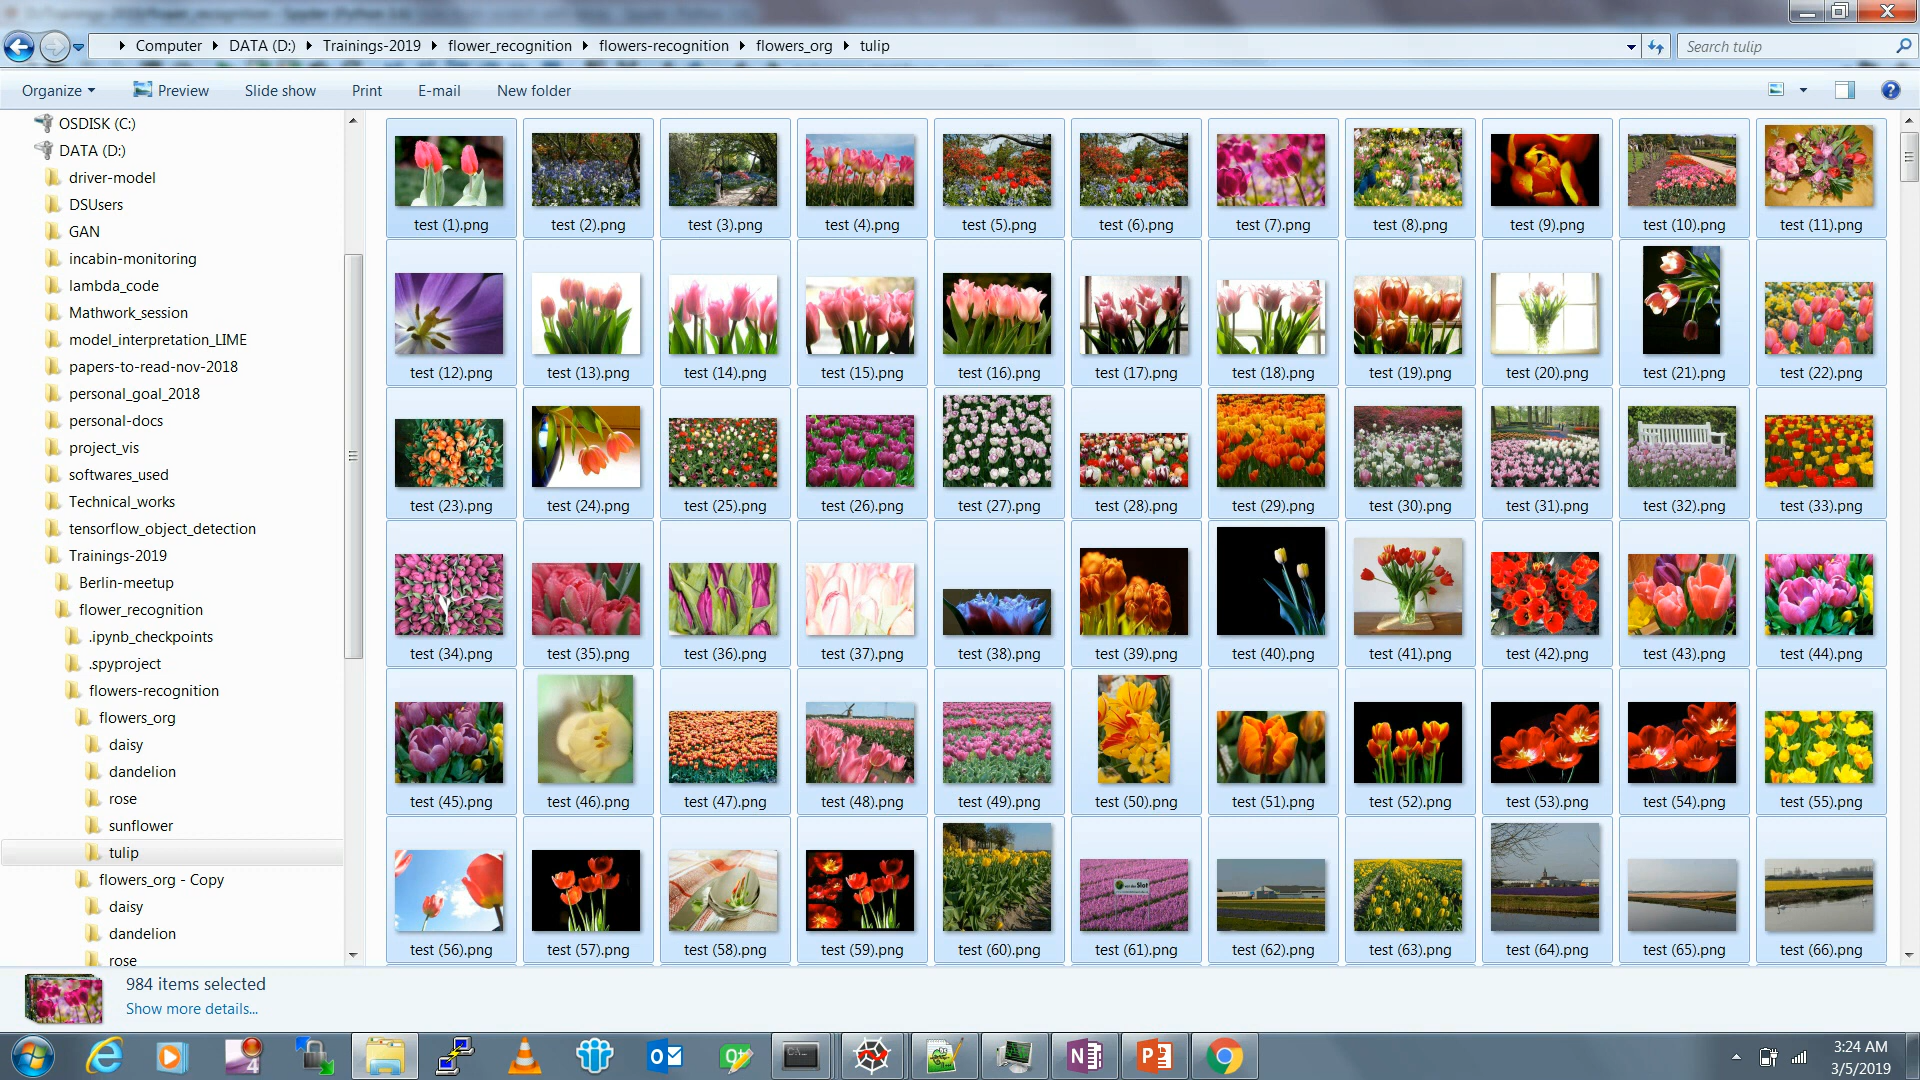 Computer DATA (D:) Trainings-2019 flower_recognition flowers-recognition flowers_org tulip
Search tulip
Organize Preview Slide show Print E-mail New folder
OSDISK (C:)
DATA (D:)
driver-model
DSUsers
GAN
incabin-monitoring
lambda_code
Mathwork_session
model_interpretation_LIME
papers-to-read-nov-2018
personal_goal_2018
personal-docs
project_vis
softwares_used
Technical_works
tensorflow_object_detection
Trainings-2019
Berlin-meetup
flower_recognition
.ipynb_checkpoints
.spyproject
flowers-recognition
flowers_org
daisy
dandelion
rose
sunflower
tulip
flowers_org - Copy
daisy
dandelion
rose
test (1).png test (2).png test (3).png test (4).png test (5).png test (6).png test (7).png test (8).png test (9).png test (10).png test (11).png
test (12).png test (13).png test (14).png test (15).png test (16).png test (17).png test (18).png test (19).png test (20).png test (21).png test (22).png
test (23).png test (24).png test (25).png test (26).png test (27).png test (28).png test (29).png test (30).png test (31).png test (32).png test (33).png
test (34).png test (35).png test (36).png test (37).png test (38).png test (39).png test (40).png test (41).png test (42).png test (43).png test (44).png
test (45).png test (46).png test (47).png test (48).png test (49).png test (50).png test (51).png test (52).png test (53).png test (54).png test (55).png
Slot
test (56).png test (57).png test (58).png test (59).png test (60).png test (61).png test (62).png test (63).png test (64).png test (65).png test (66).png
984 items selected
Show more details...
3:24 AM
3/5/2019